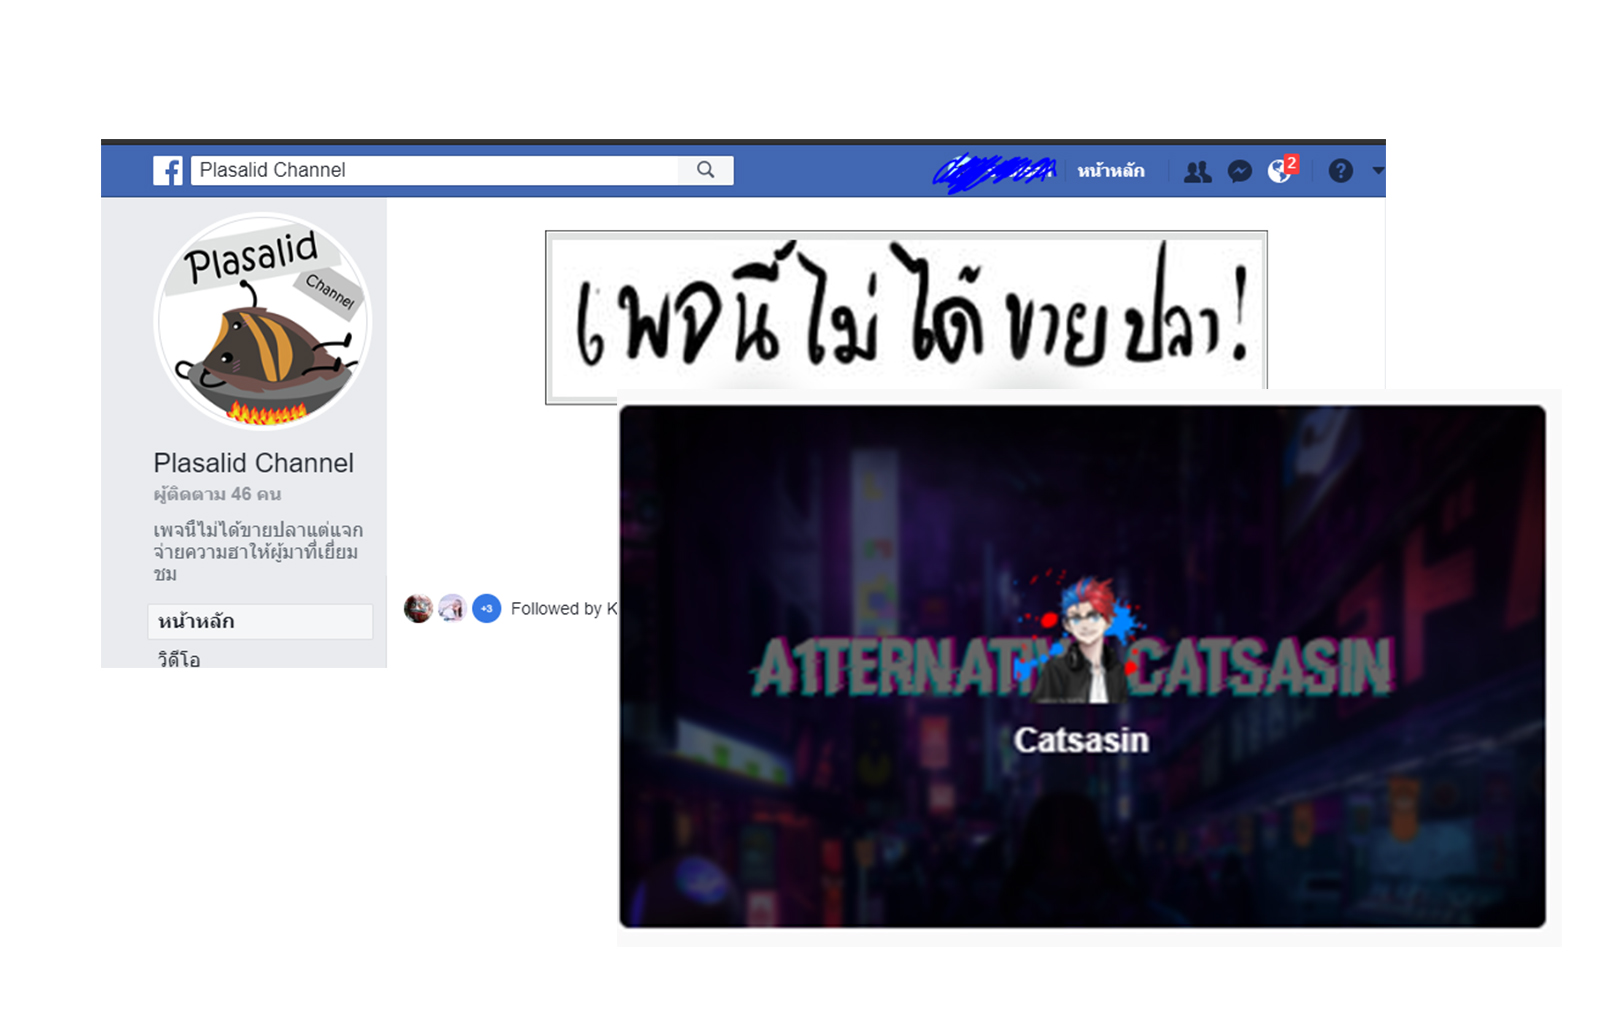 Plasalid Channel
หน้าหลัก
2
?
Plasalid
Channel
เพจนี้ไม่ได้ขายปลา!
Plasalid Channel
ผู้ติดตาม 46 คน
เพจนี้ไม่ได้ขายปลาแต่แจก
จ่ายความฮาให้ผู้มาที่เยี่ยม
ชม
+3 Followed by K
หน้าหลัก
วิดีโอ
A1TERNATIV CATSASIN
Catsasin